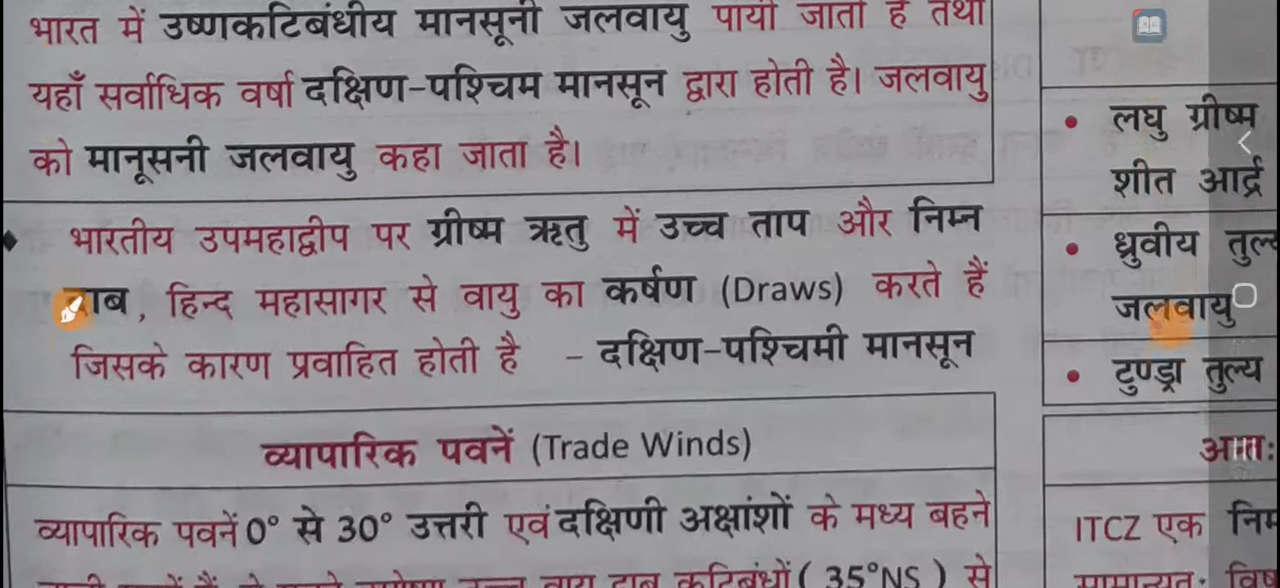 भारत में उष्णकटिबंधीय मानसूनी जलवायु पायी जाती है तथा
यहाँ सर्वाधिक वर्षा दक्षिण-पश्चिम मानसून द्वारा होती है। जलवायु
को मानूसनी जलवायु कहा जाता है।
भारतीय उपमहाद्वीप पर ग्रीष्म ऋतु में उच्च ताप और निम्न
हिन्द महासागर से वायु का कर्षण (Draws) करते हैं
जिसके कारण प्रवाहित होती है - दक्षिण-पश्चिमी मानसून
व्यापारिक पवनें (Trade Winds)
व्यापारिक पवनें 0° से 30° उत्तरी एवं दक्षिणी अक्षांशों के मध्य बहने
(35°NS) से
• लघु ग्रीष्म
शीत आर्द्र
• ध्रुवीय
जलवायु
• टुण्ड्रा तुल्य
ITCZ एक